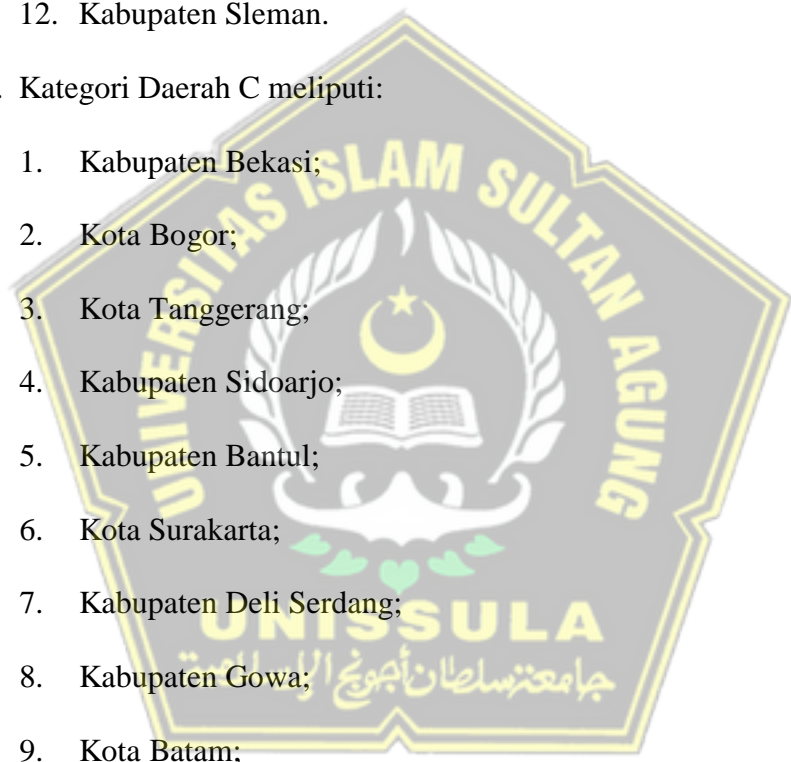 12. Kabupaten Sleman.
. Kategori Daerah C meliputi:
1. Kabupaten Bekasi;
2. Kota Bogor;
3. Kota Tanggerang;
4. Kabupaten Sidoarjo;
5. Kabupaten Bantul;
6. Kota Surakarta;
7. Kabupaten Deli Serdang;
8. Kabupaten Gowa;
9. Kota Batam;
UNIVERSITAS ISLAM SULTAN AGUNG
UNISSULA
جامعة سلطان أجونج الإسلامية